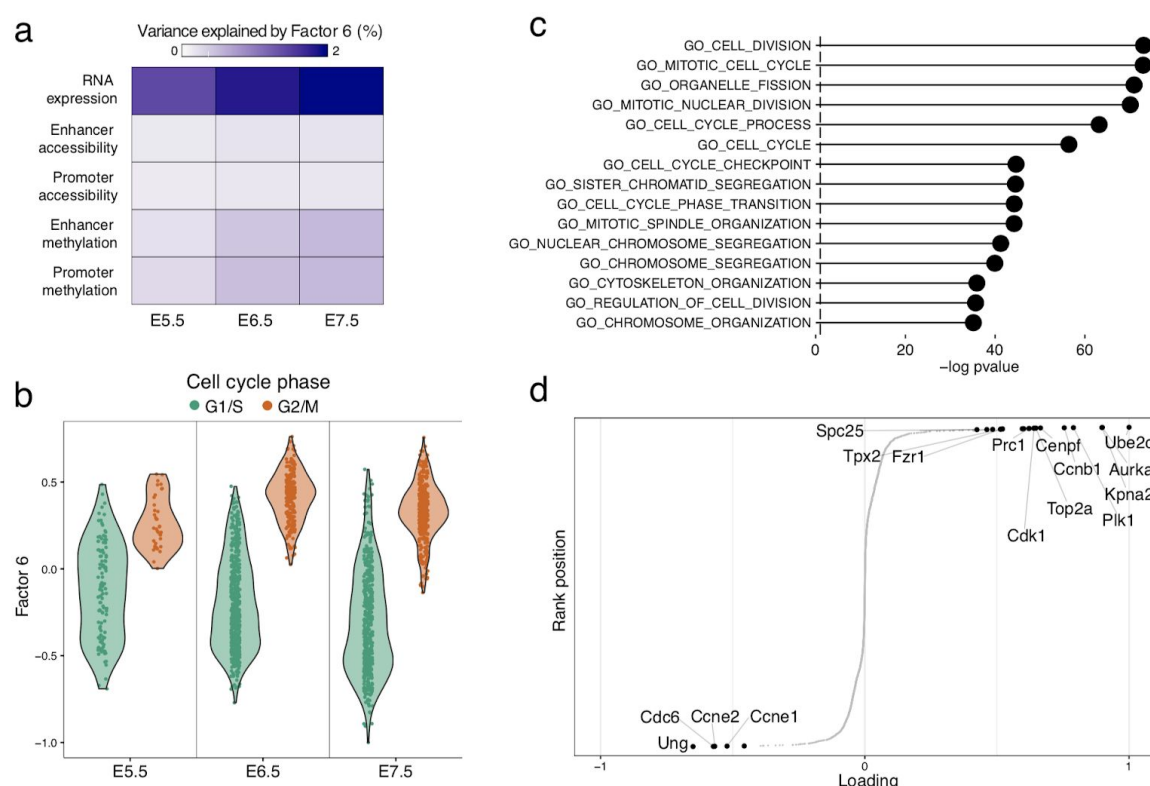 a
Variance explained by Factor 6 (%)
0 2
RNA
expression
Enhancer
accessibility
Promoter
accessibility
Enhancer
methylation
Promoter
methylation
E5.5 E6.5 E7.5
b
Cell cycle phase
G1/S G2/M
Factor 6
0.5
0.0
−0.5
−1.0
E5.5 E6.5 E7.5
c
GO_CELL_DIVISION
GO_MITOTIC_CELL_CYCLE
GO_ORGANELLE_FISSION
GO_MITOTIC_NUCLEAR_DIVISION
GO_CELL_CYCLE_PROCESS
GO_CELL_CYCLE
GO_CELL_CYCLE_CHECKPOINT
GO_SISTER_CHROMATID_SEGREGATION
GO_CELL_CYCLE_PHASE_TRANSITION
GO_MITOTIC_SPINDLE_ORGANIZATION
GO_NUCLEAR_CHROMOSOME_SEGREGATION
GO_CHROMOSOME_SEGREGATION
GO_CYTOSKELETON_ORGANIZATION
GO_REGULATION_OF_CELL_DIVISION
GO_CHROMOSOME_ORGANIZATION
0 20 40 60
−log pvalue
d
Rank position
Spc25
Tpx2 Fzr1
Prc1 Cenpf
Ccnb1
Aurka
Kpna2
Plk1
Top2a
Cdk1
Cdc6 Ccne2 Ccne1
Ung
−1 0 1
Loading